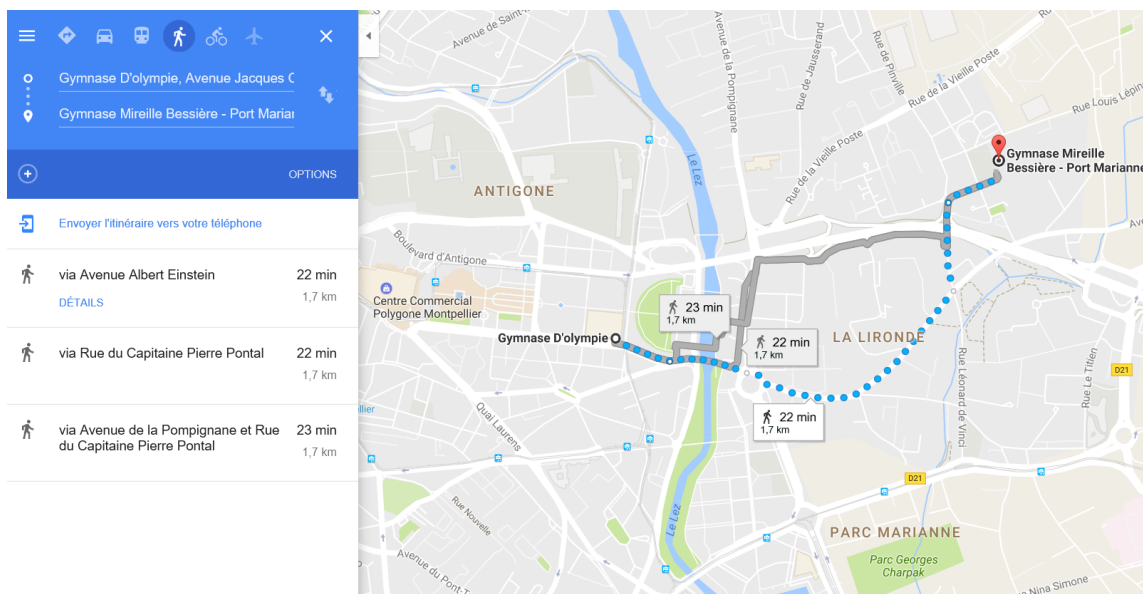 Gymnase D'olympie, Avenue Jacques C
Gymnase Mireille Bessière - Port Marian
OPTIONS
Envoyer l'itinéraire vers votre téléphone
via Avenue Albert Einstein
22 min
DÉTAILS
1,7 km
via Rue du Capitaine Pierre Pontal
22 min
1,7 km
via Avenue de la Pompignane et Rue
23 min
du Capitaine Pierre Pontal
1,7 km
Avenue de Saint-
Avenue de la Pompignane
Rue de Jausserand
Rue de Pinville
Rue de la Vieille Poste
Rue Louis Lépin
Le Lez
Rue de la Vieille Poste
Gymnase Mireille
Bessière - Port Marianne
ANTIGONE
Ave
Boulevard d'Antigone
Centre Commercial
Polygone Montpellier
23 min
1,7 km
Gymnase D'olympie
22 min
1,7 km
LA LIRONDE
Rue Léonard de Vinci
Rue Le Titien
D21
llier
Quai Laurens
22 min
1,7 km
D21
Rue Nouvelle
Le Lez
PARC MARIANNE
Parc Georges
Charpak
Avenue du Pont-
Nina Simone